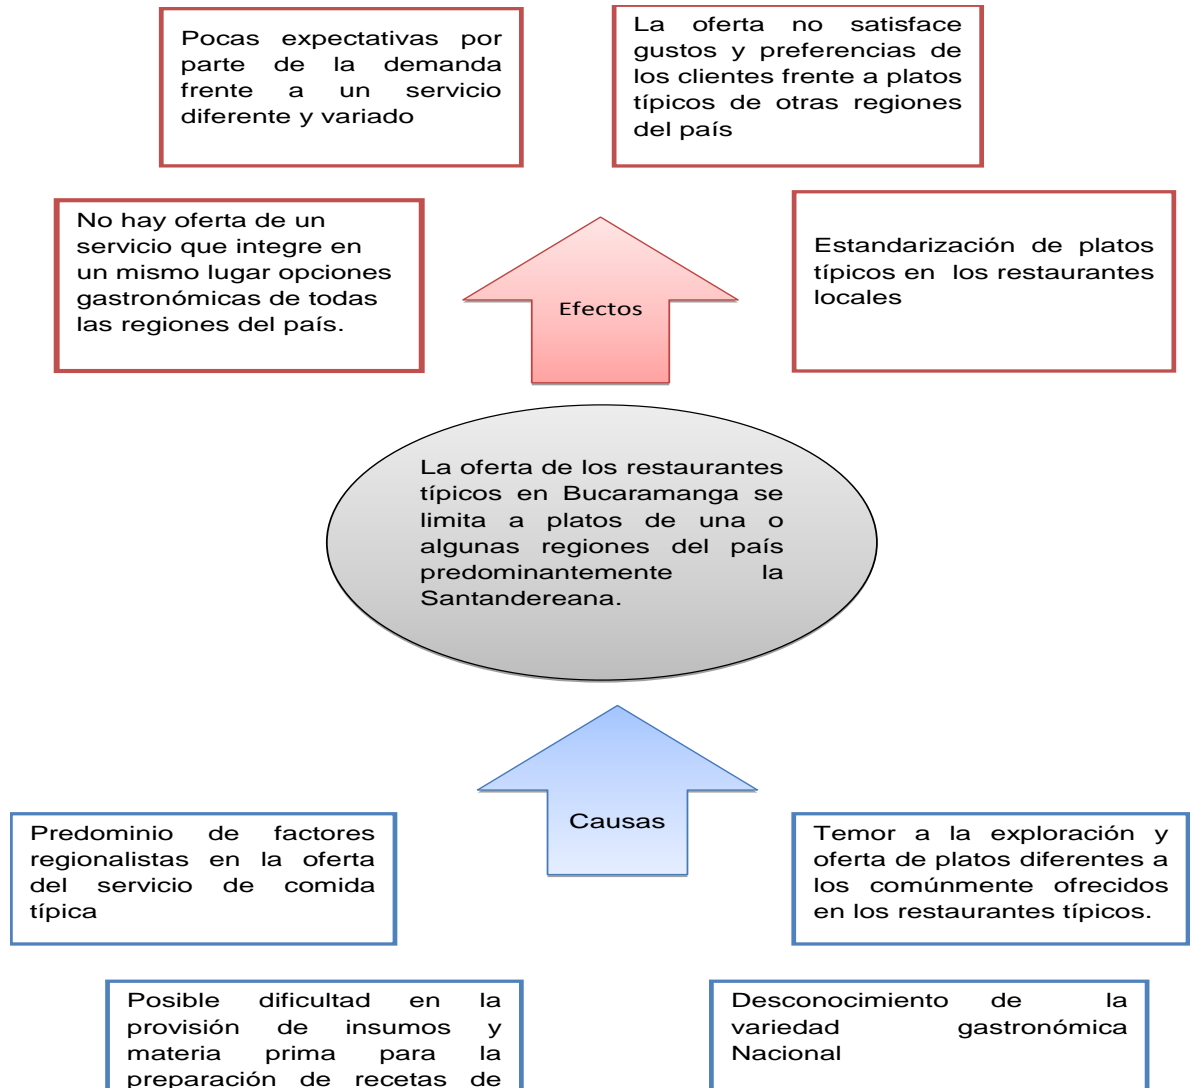 Pocas expectativas por
parte de la demanda
frente a un servicio
diferente y variado
La oferta no satisface
gustos y preferencias de
los clientes frente a platos
típicos de otras regiones
del país
No hay oferta de un
servicio que integre en
un mismo lugar opciones
gastronómicas de todas
las regiones del país.
Efectos
Estandarización de platos
típicos en los restaurantes
locales
La oferta de los restaurantes
típicos en Bucaramanga se
limita a platos de una o
algunas regiones del país
predominantemente la
Santandereana.
Causas
Predominio de factores
regionalistas en la oferta
del servicio de comida
típica
Temor a la exploración y
oferta de platos diferentes a
los comúnmente ofrecidos
en los restaurantes típicos.
Posible dificultad en la
provisión de insumos y
materia prima para la
preparación de recetas de
Desconocimiento de la
variedad gastronómica
Nacional